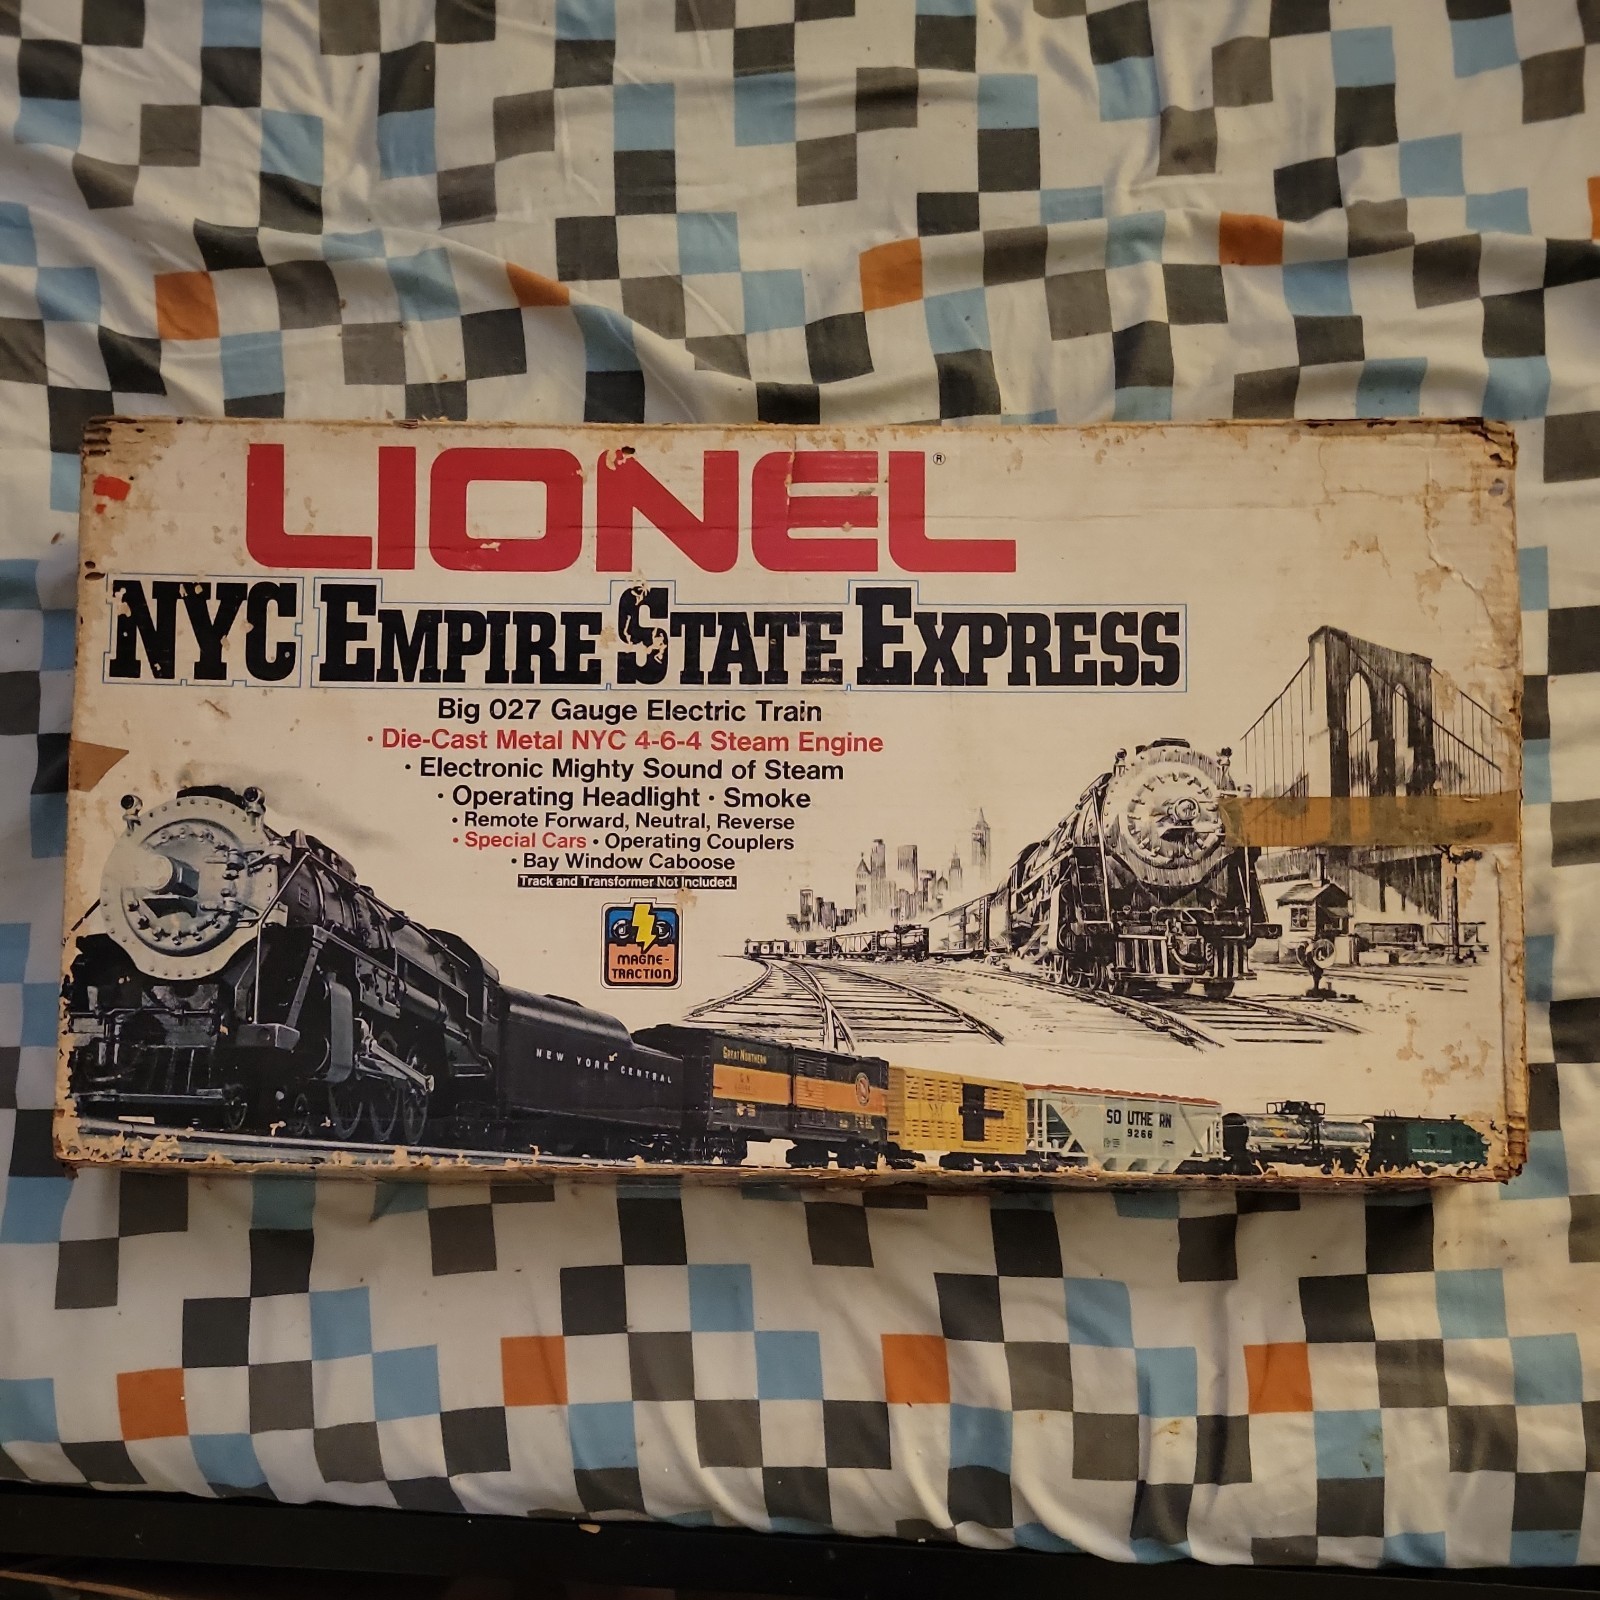 LIONEL®
NYC EMPIRE STATE EXPRESS
Big 027 Gauge Electric Train
• Die-Cast Metal NYC 4-6-4 Steam Engine
• Electronic Mighty Sound of Steam
• Operating Headlight • Smoke
• Remote Forward, Neutral, Reverse
• Special Cars • Operating Couplers
• Bay Window Caboose
Track and Transformer Not Included.
MAGNE-
TRACTION
NEW YORK CENTRAL
GREAT NORTHERN
SOUTHERN
9266